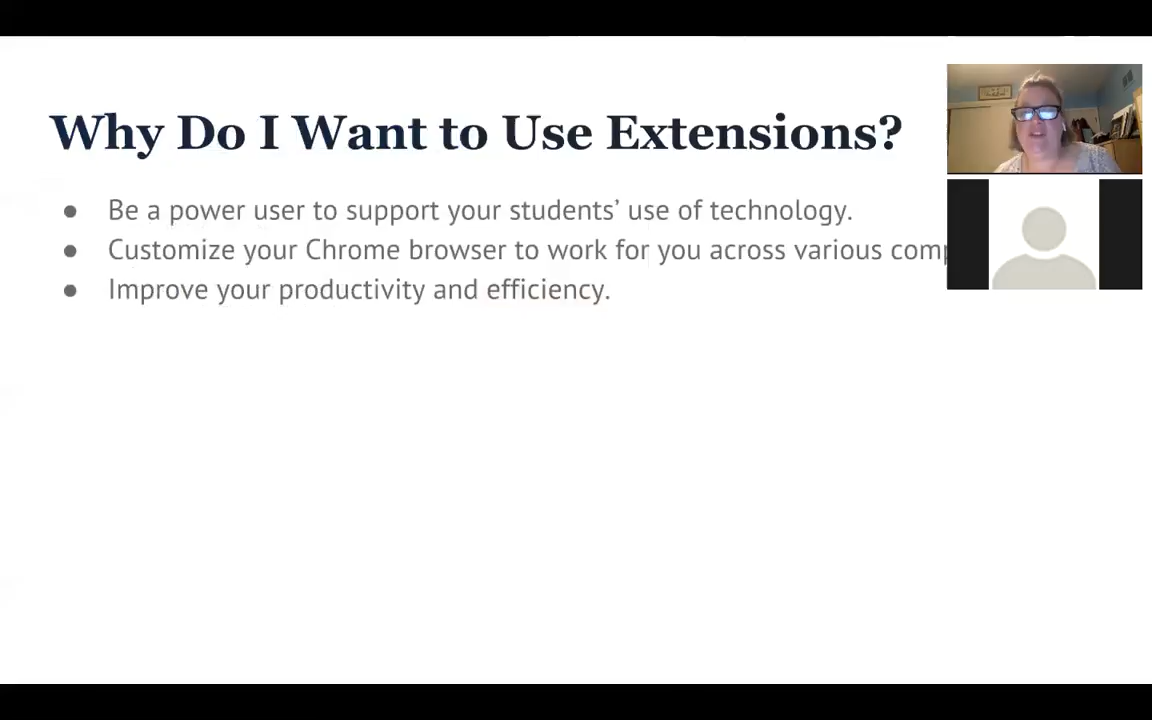 Why Do I Want to Use Extensions?
● Be a power user to support your students’ use of technology.
● Customize your Chrome browser to work for you across various
● Improve your productivity and efficiency.